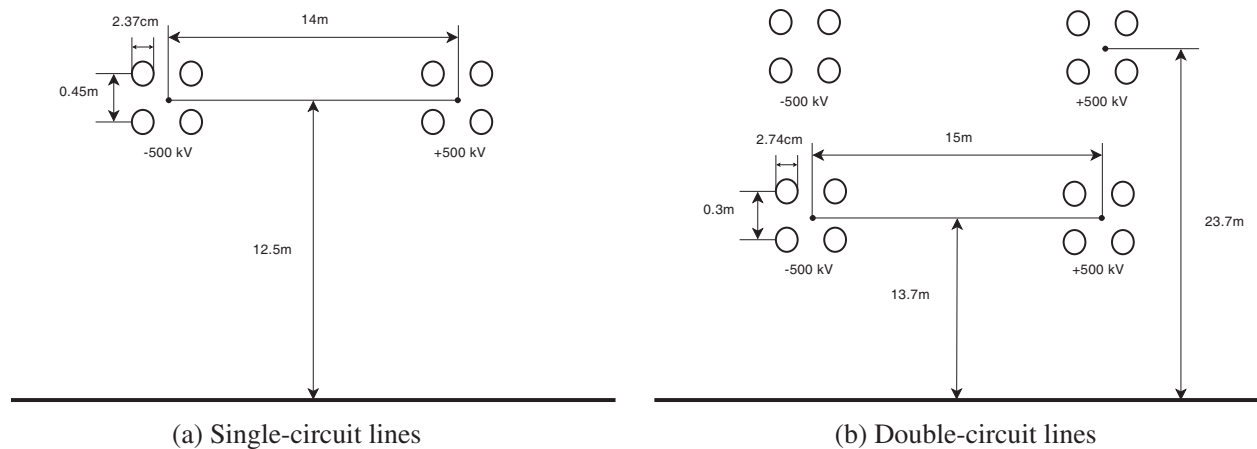 2.37cm
14m
0.45m
-500 kV
+500 kV
12.5m
(a) Single-circuit lines
-500 kV
+500 kV
2.74cm
15m
0.3m
23.7m
-500 kV
+500 kV
13.7m
(b) Double-circuit lines